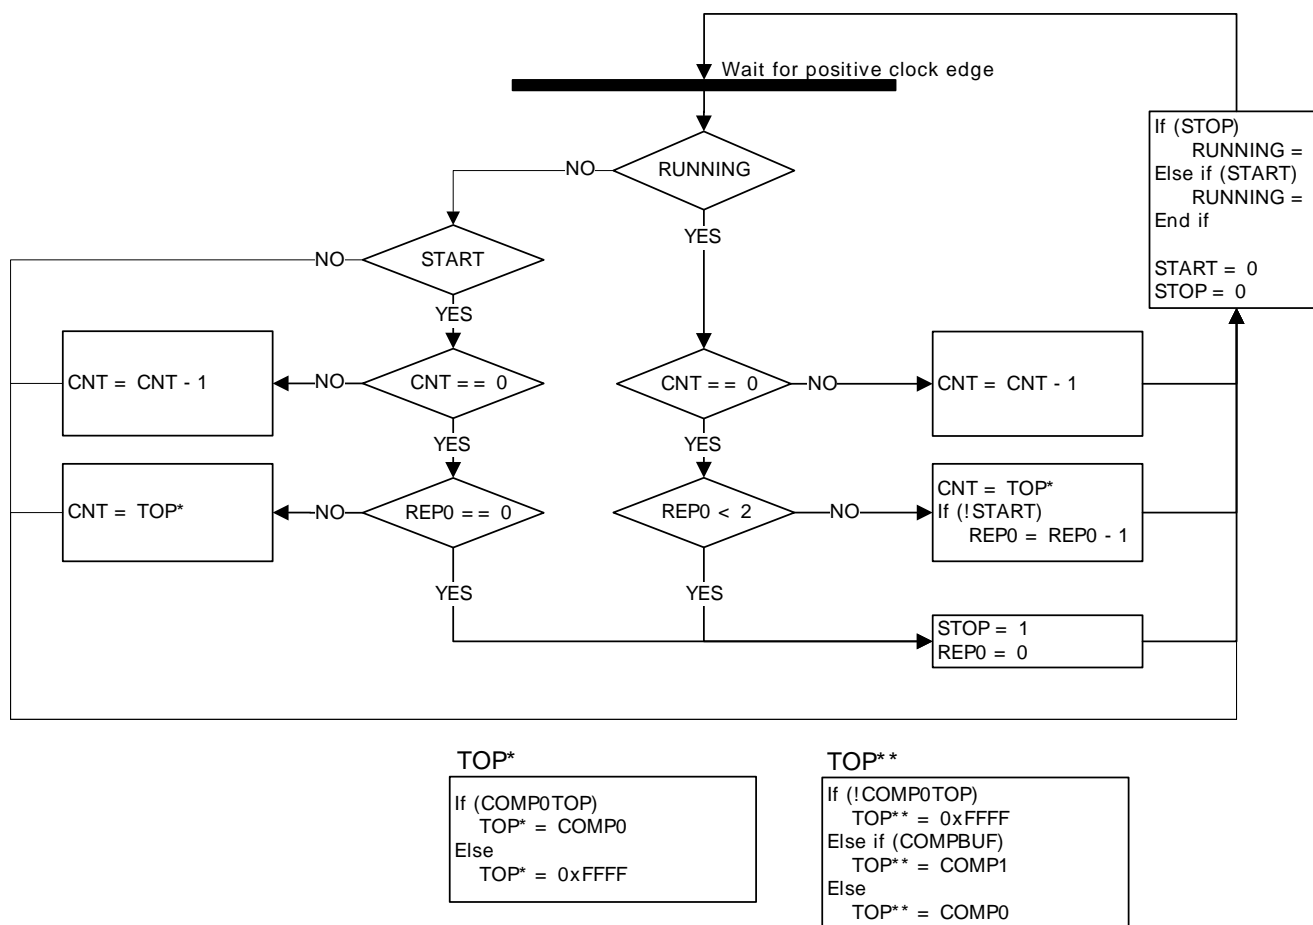 Wait for positive clock edge
If (STOP)
RUNNING =
Else if (START)
RUNNING =
End if
START = 0
STOP = 0
NO
RUNNING
YES
NO
START
YES
CNT = CNT - 1
NO
CNT == 0
YES
CNT == 0
NO
CNT = CNT - 1
YES
CNT = TOP*
NO
REP0 == 0
YES
REP0 < 2
NO
CNT = TOP*
If (!START)
REP0 = REP0 - 1
YES
STOP = 1
REP0 = 0
TOP*
If (COMP0TOP)
TOP* = COMP0
Else
TOP* = 0xFFFF
TOP**
If (!COMP0TOP)
TOP** = 0xFFFF
Else if (COMPBUF)
TOP** = COMP1
Else
TOP** = COMP0